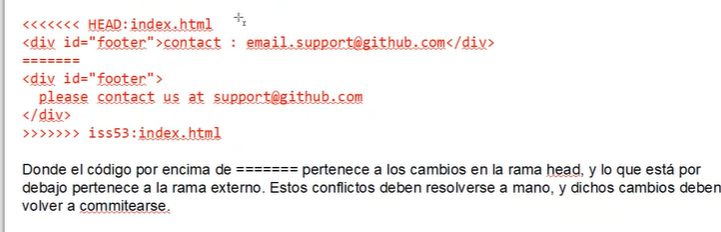 <<<<<<< HEAD:index.html
<div id="footer">contact : email.support@github.com</div>
=======
<div id="footer">
  please contact us at support@github.com
</div>
>>>>>>> iss53:index.html
Donde el código por encima de ======= pertenece a los cambios en la rama head, y lo que está por
debajo pertenece a la rama externo. Estos conflictos deben resolverse a mano, y dichos cambios deben
volver a commitearse.